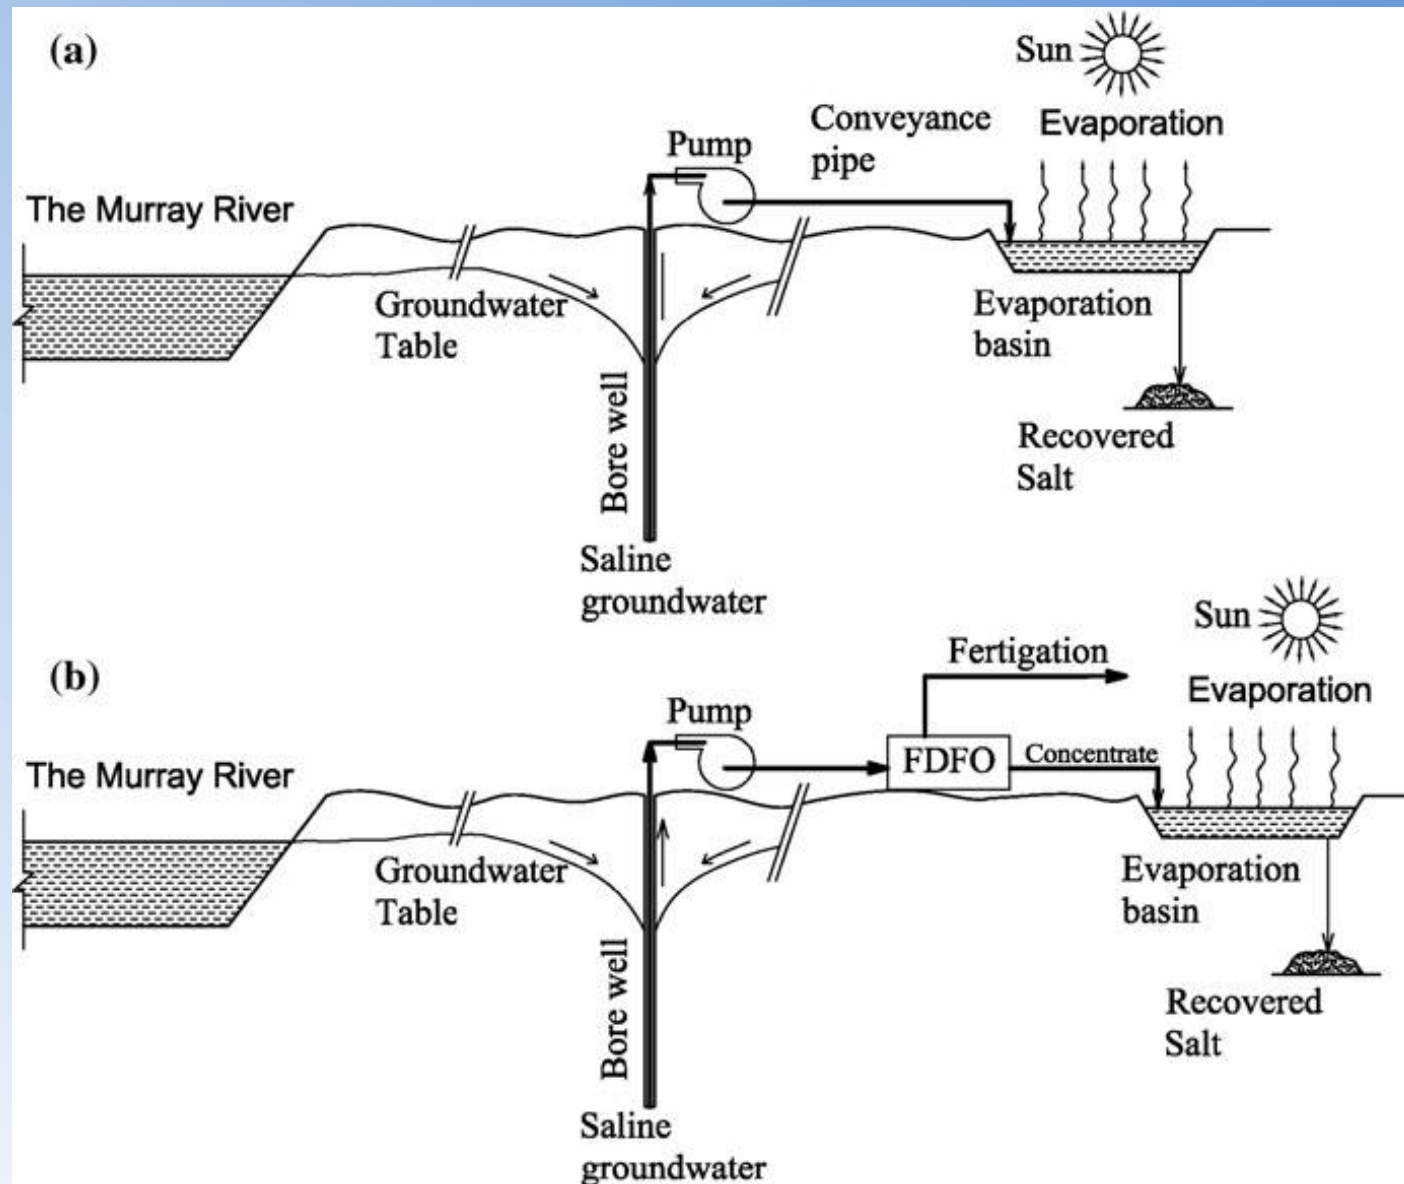 (a)
Sun
Evaporation
Conveyance
pipe
Pump
The Murray River
Groundwater
Table
Evaporation
basin
Bore well
Recovered
Salt
Saline
groundwater
(b)
Sun
Fertigation
Evaporation
Pump
FDFO
Concentrate
The Murray River
Groundwater
Table
Evaporation
basin
Bore well
Recovered
Salt
Saline
groundwater